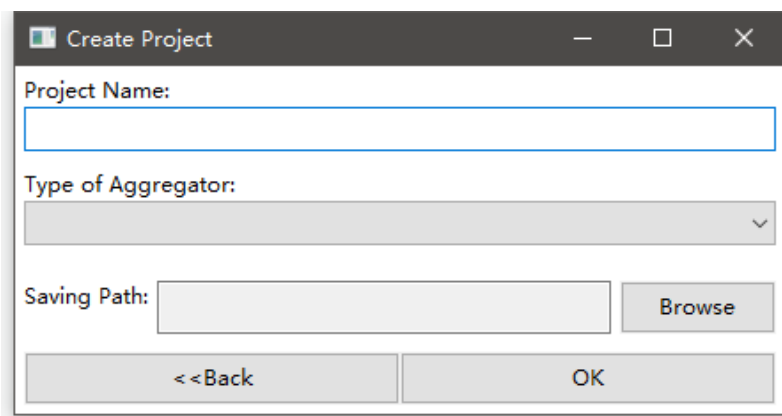 Create Project
Project Name:
Type of Aggregator:
Saving Path:
Browse
<<Back
OK